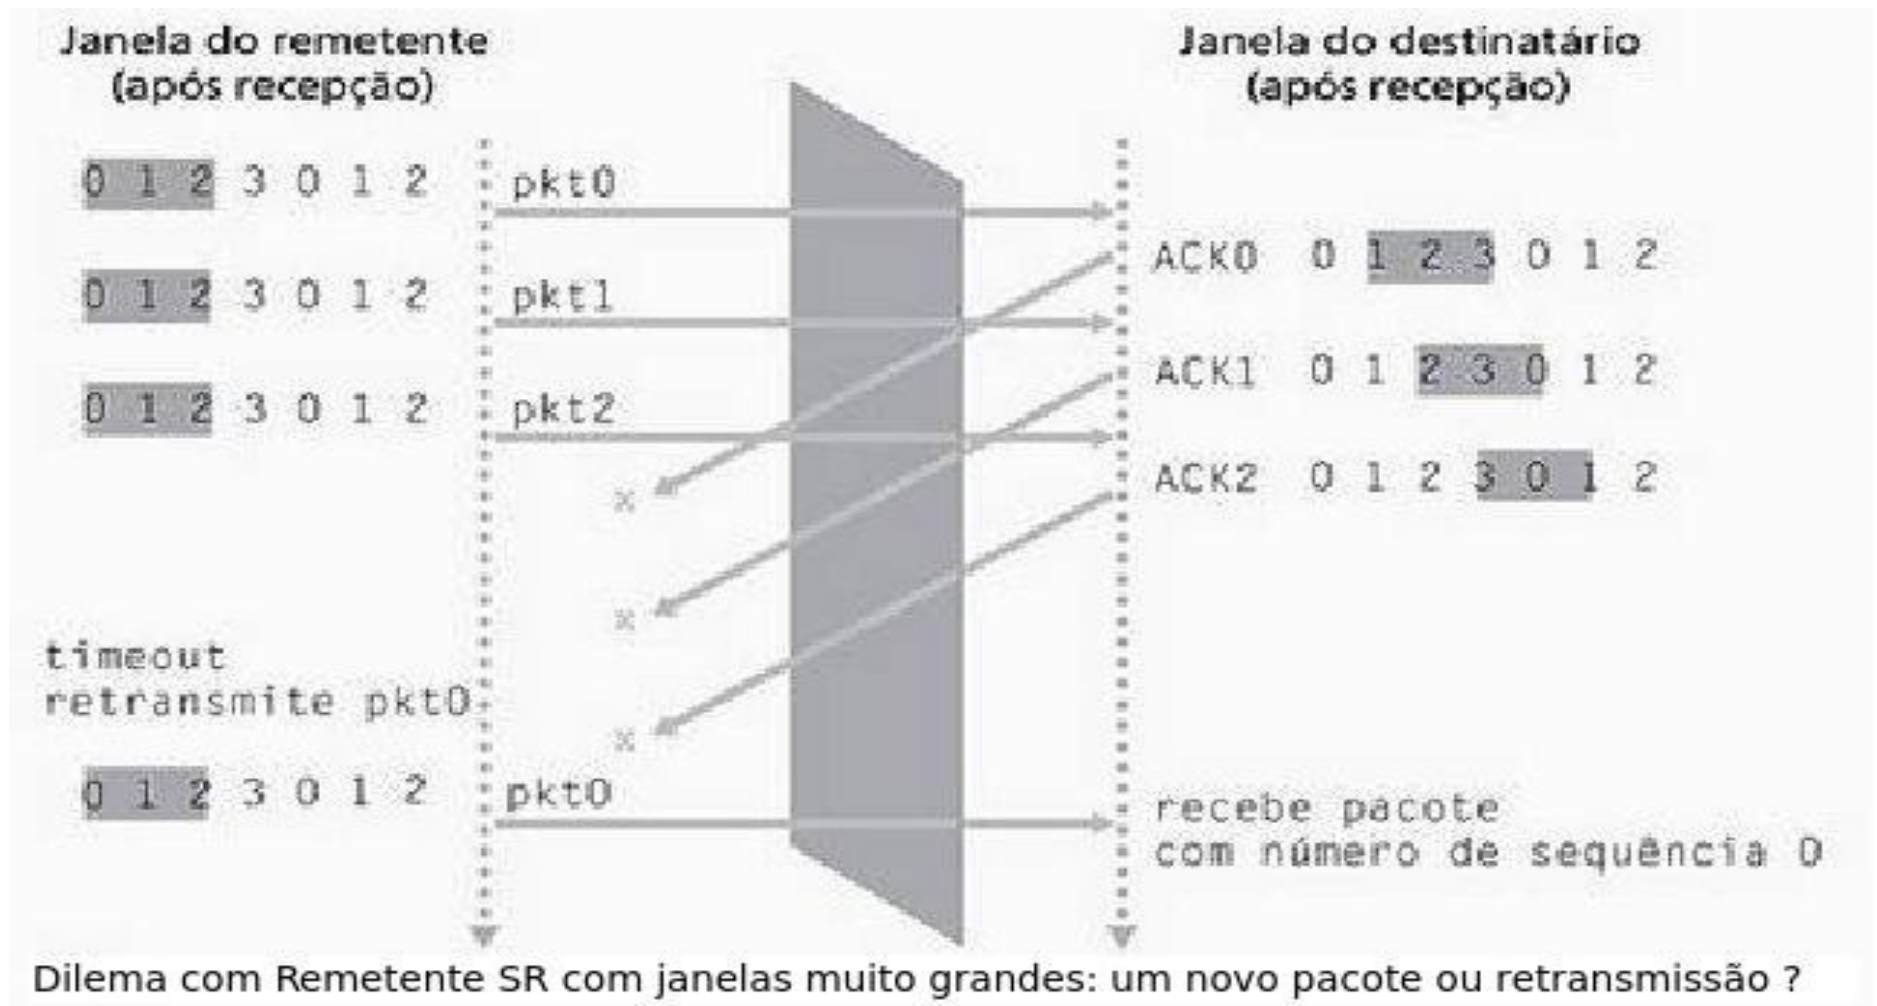 Janela do remetente
(após recepção)
Janela do destinatário
(após recepção)
0 1 2 3 0 1 2
pkt0
ACK0 0 1 2 3 0 1 2
0 1 2 3 0 1 2
pkt1
ACK1 0 1 2 3 0 1 2
0 1 2 3 0 1 2
pkt2
ACK2 0 1 2 3 0 1 2
x
x
timeout
retransmite pkt0
x
0 1 2 3 0 1 2
pkt0
recebe pacote
com número de sequência 0
Dilema com Remetente SR com janelas muito grandes: um novo pacote ou retransmissão ?